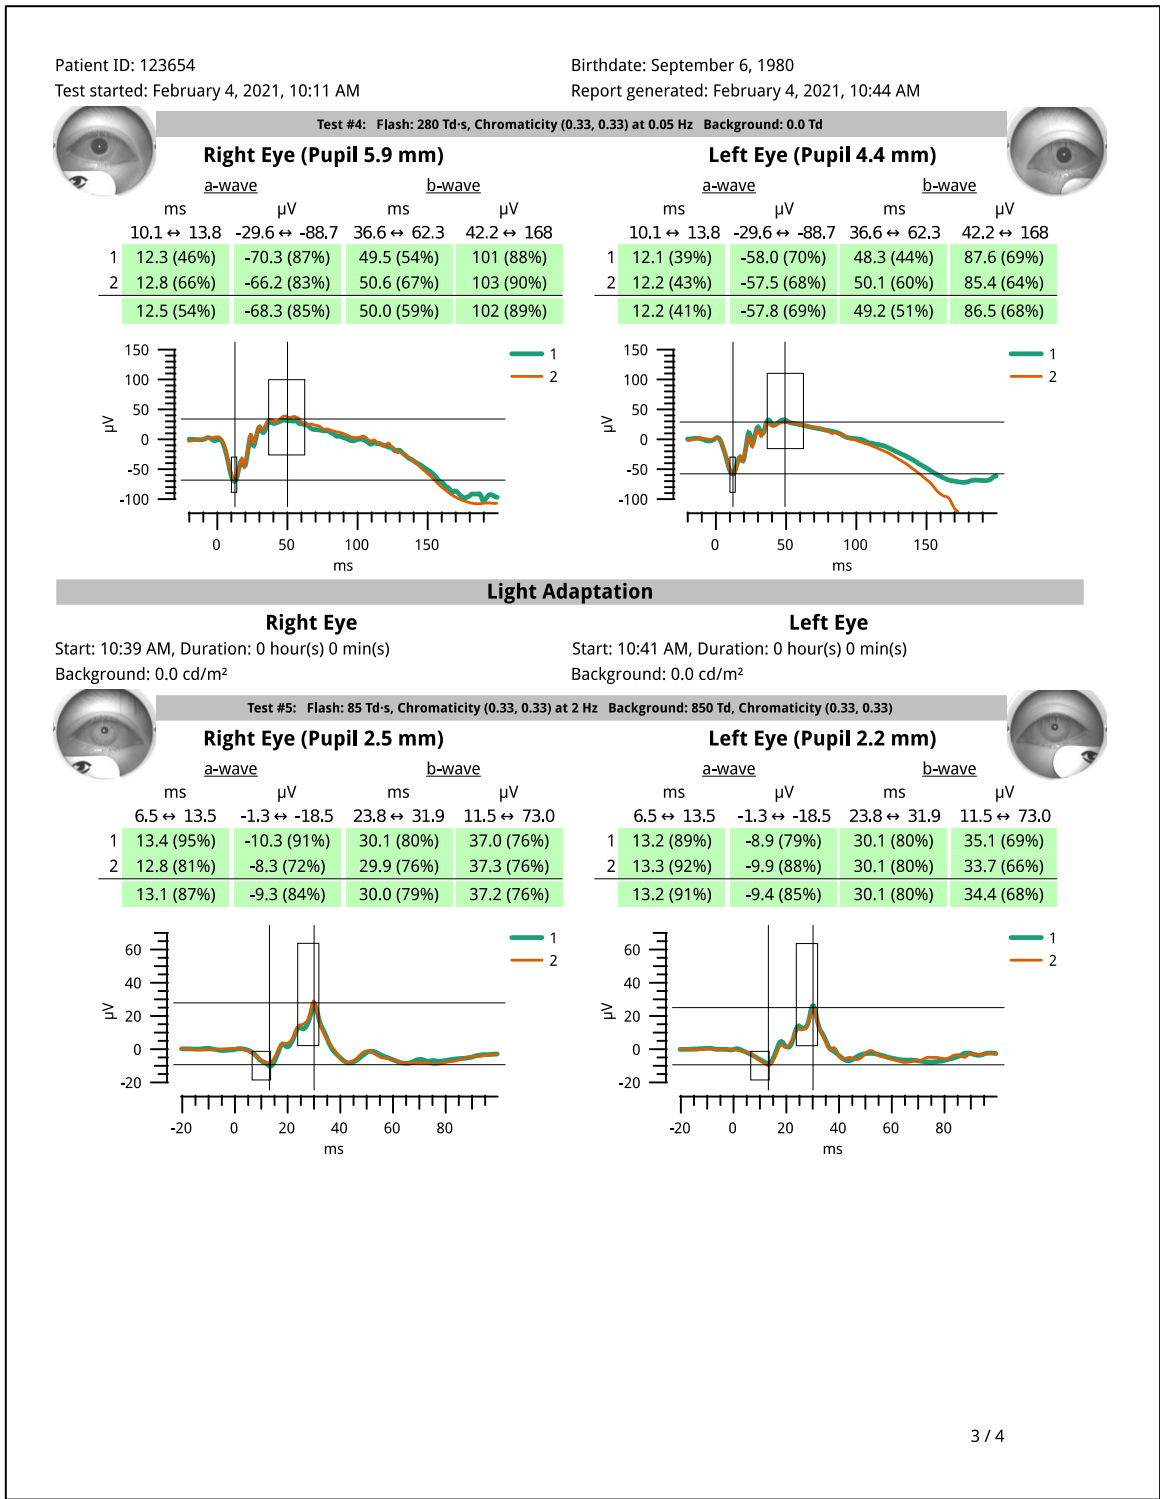 Patient ID: 123654 Birthdate: September 6, 1980
Test started: February 4, 2021, 10:11 AM Report generated: February 4, 2021, 10:44 AM
Test #4: Flash: 280 Td·s, Chromaticity (0.33, 0.33) at 0.05 Hz Background: 0.0 Td
Right Eye (Pupil 5.9 mm) Left Eye (Pupil 4.4 mm)
a-wave b-wave a-wave b-wave
ms µV ms µV ms µV ms µV
10.1 ↔ 13.8 -29.6 ↔ -88.7 36.6 ↔ 62.3 42.2 ↔ 168 10.1 ↔ 13.8 -29.6 ↔ -88.7 36.6 ↔ 62.3 42.2 ↔ 168
1 12.3 (46%) -70.3 (87%) 49.5 (54%) 101 (88%) 1 12.1 (39%) -58.0 (70%) 48.3 (44%) 87.6 (69%)
2 12.8 (66%) -66.2 (83%) 50.6 (67%) 103 (90%) 2 12.2 (43%) -57.5 (68%) 50.1 (60%) 85.4 (64%)
12.5 (54%) -68.3 (85%) 50.0 (59%) 102 (89%) 12.2 (41%) -57.8 (69%) 49.2 (51%) 86.5 (68%)
150 1 150 1
100 2 100 2
50 50
µV µV
0 0
-50 -50
-100 -100
0 50 100 150 0 50 100 150
ms ms
Light Adaptation
Right Eye Left Eye
Start: 10:39 AM, Duration: 0 hour(s) 0 min(s) Start: 10:41 AM, Duration: 0 hour(s) 0 min(s)
Background: 0.0 cd/m² Background: 0.0 cd/m²
Test #5: Flash: 85 Td·s, Chromaticity (0.33, 0.33) at 2 Hz Background: 850 Td, Chromaticity (0.33, 0.33)
Right Eye (Pupil 2.5 mm) Left Eye (Pupil 2.2 mm)
a-wave b-wave a-wave b-wave
ms µV ms µV ms µV ms µV
6.5 ↔ 13.5 -1.3 ↔ -18.5 23.8 ↔ 31.9 11.5 ↔ 73.0 6.5 ↔ 13.5 -1.3 ↔ -18.5 23.8 ↔ 31.9 11.5 ↔ 73.0
1 13.4 (95%) -10.3 (91%) 30.1 (80%) 37.0 (76%) 1 13.2 (89%) -8.9 (79%) 30.1 (80%) 35.1 (69%)
2 12.8 (81%) -8.3 (72%) 29.9 (76%) 37.3 (76%) 2 13.3 (92%) -9.9 (88%) 30.1 (80%) 33.7 (66%)
13.1 (87%) -9.3 (84%) 30.0 (79%) 37.2 (76%) 13.2 (91%) -9.4 (85%) 30.1 (80%) 34.4 (68%)
60 1 60 1
2 2
40 40
20 20
µV µV
0 0
-20 -20
-20 0 20 40 60 80 -20 0 20 40 60 80
ms ms
3 / 4